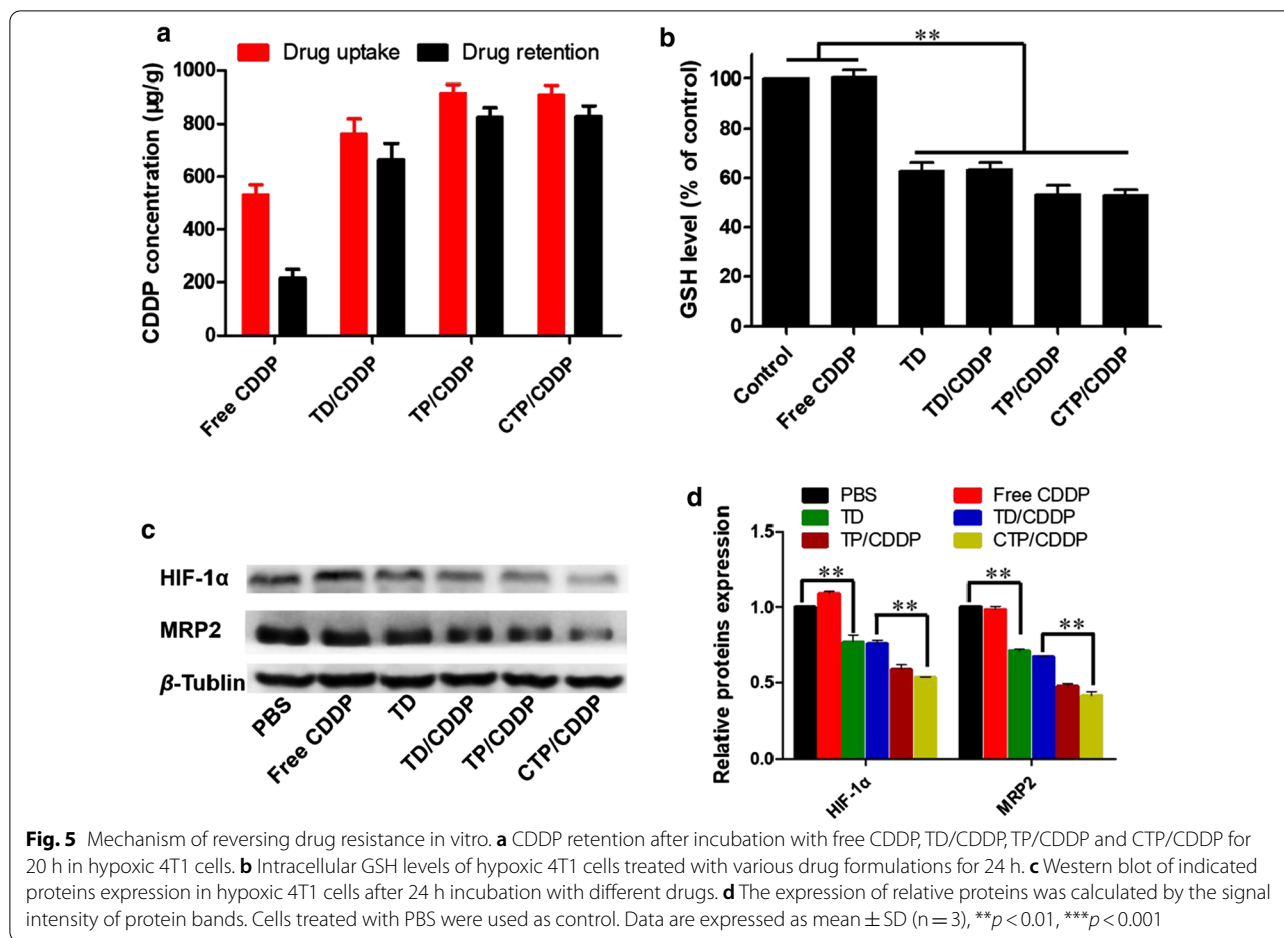 a
Drug uptake Drug retention
CDDP concentration (µg/g)
1000
800
600
400
200
0
Free CDDP
TD/CDDP
TP/CDDP
CTP/CDDP
b
**
GSH level (% of control)
100
80
60
40
20
0
Control
Free CDDP
TD
TD/CDDP
TP/CDDP
CTP/CDDP
c
HIF-1α
MRP2
β-Tublin
PBS
Free CDDP
TD
TD/CDDP
TP/CDDP
CTP/CDDP
d
PBS Free CDDP
TD TD/CDDP
TP/CDDP CTP/CDDP
Relative proteins expression
1.5
1.0
0.5
0.0
**
**
**
**
HIF-1α
MRP2
Fig. 5 Mechanism of reversing drug resistance in vitro. a CDDP retention after incubation with free CDDP, TD/CDDP, TP/CDDP and CTP/CDDP for
20 h in hypoxic 4T1 cells. b Intracellular GSH levels of hypoxic 4T1 cells treated with various drug formulations for 24 h. c Western blot of indicated
proteins expression in hypoxic 4T1 cells after 24 h incubation with different drugs. d The expression of relative proteins was calculated by the signal
intensity of protein bands. Cells treated with PBS were used as control. Data are expressed as mean ± SD (n = 3), **p < 0.01, ***p < 0.001